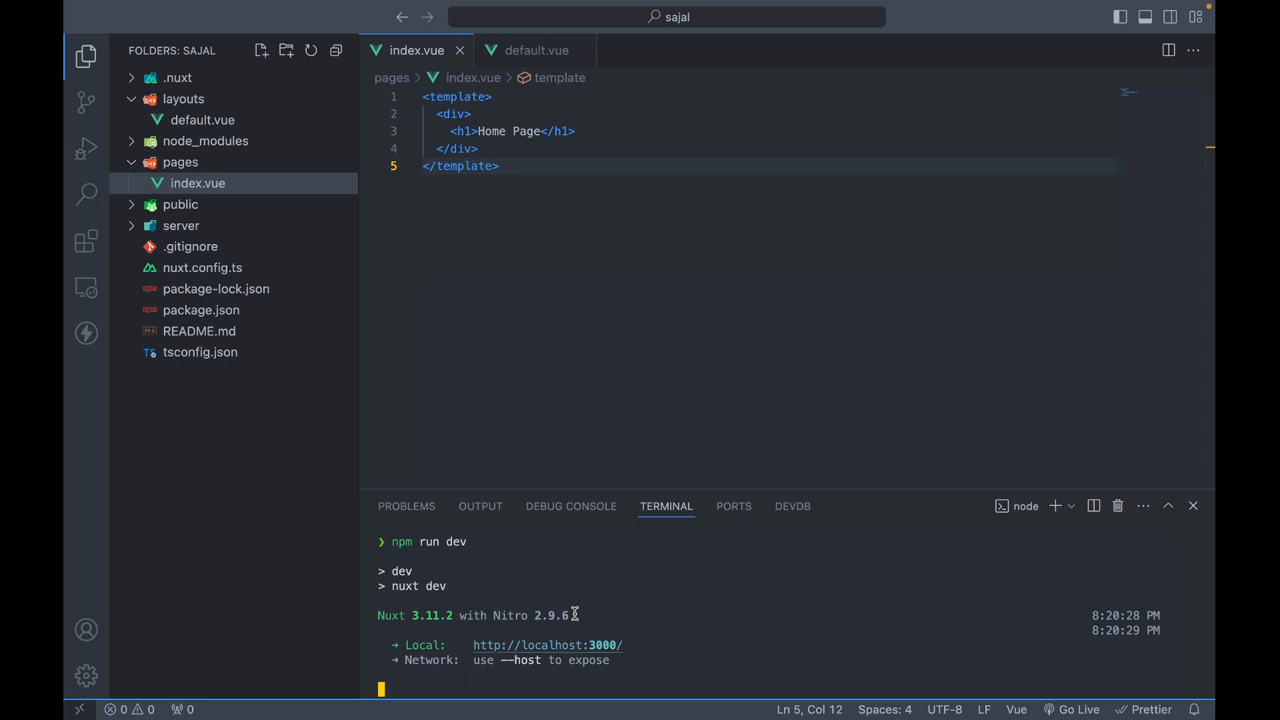 sajal
FOLDERS: SAJAL
.nuxt
layouts
default.vue
node_modules
pages
index.vue
public
server
.gitignore
nuxt.config.ts
package-lock.json
package.json
README.md
TS tsconfig.json
index.vue
default.vue
pages > index.vue > template
1 <template>
2 <div>
3 <h1>Home Page</h1>
4 </div>
5 </template>
PROBLEMS OUTPUT DEBUG CONSOLE TERMINAL PORTS DEVDB
node
❯ npm run dev
> dev
> nuxt dev
Nuxt 3.11.2 with Nitro 2.9.6 8:20:28 PM
8:20:29 PM
➜ Local: http://localhost:3000/
➜ Network: use --host to expose
0 0 0 Ln 5, Col 12 Spaces: 4 UTF-8 LF Vue Go Live Prettier